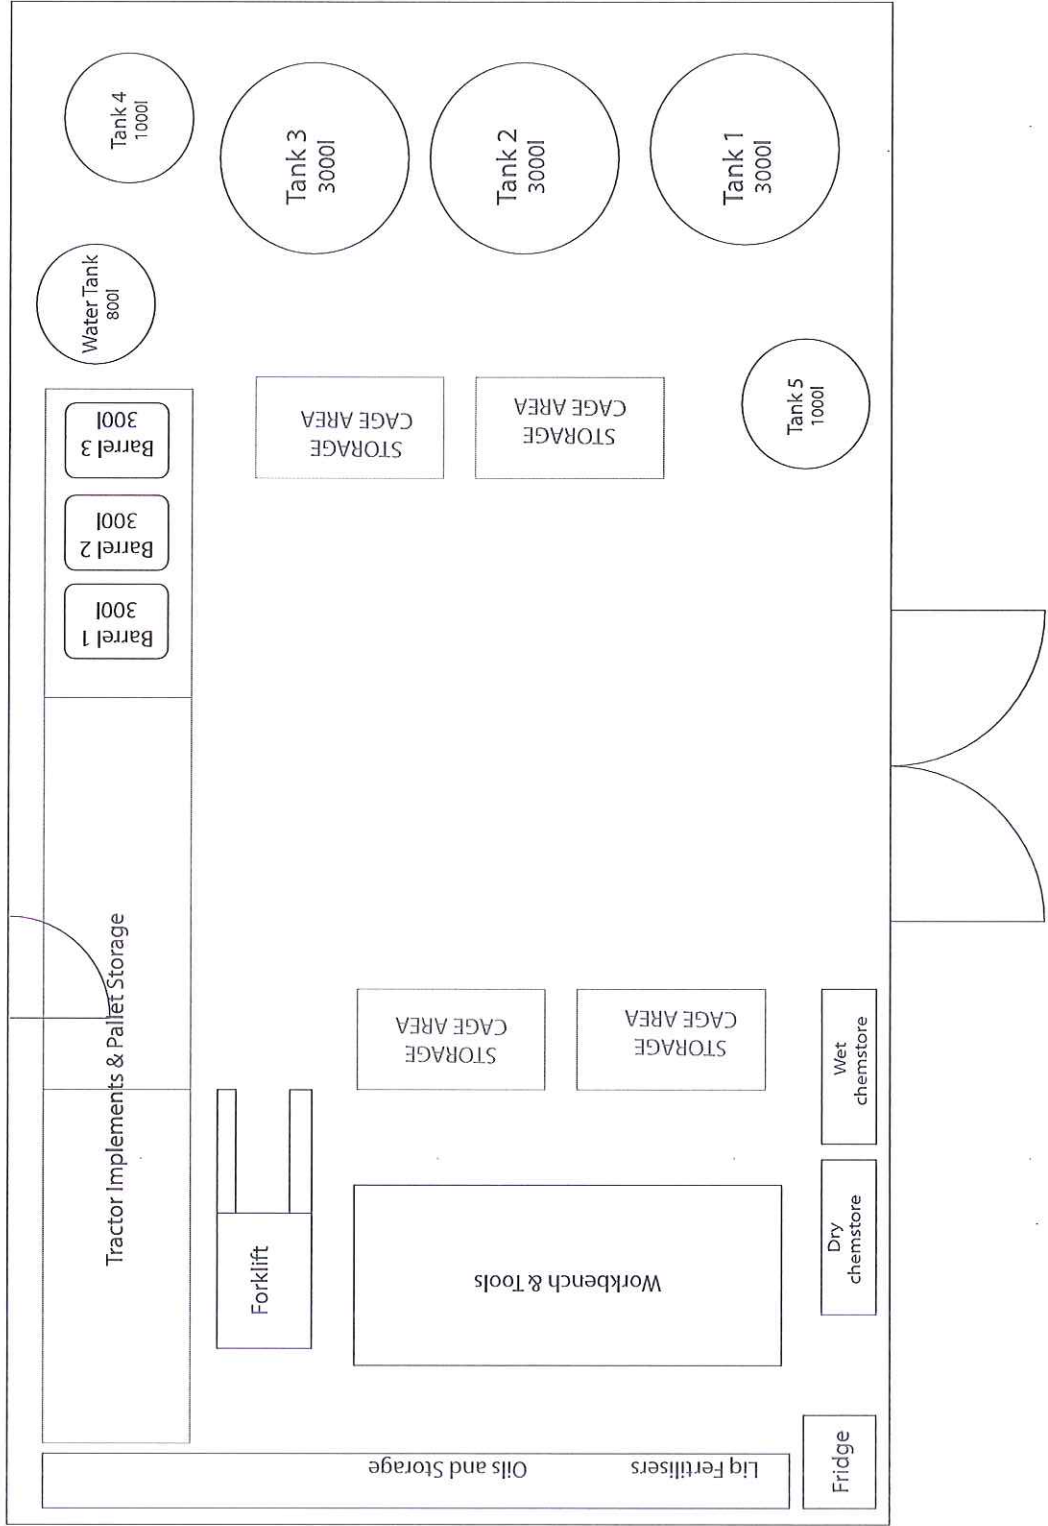 Tank 4
1000l
Tank 3
3000l
Tank 2
3000l
Tank 1
3000l
Water Tank
800l
Barrel 3
300l
Barrel 2
300l
Barrel 1
300l
STORAGE
CAGE AREA
STORAGE
CAGE AREA
Tank 5
1000l
Tractor Implements & Pallet Storage
STORAGE
CAGE AREA
STORAGE
CAGE AREA
Wet
chemstore
Forklift
Workbench & Tools
Dry
chemstore
Oils and Storage
Liq Fertilisers
Fridge